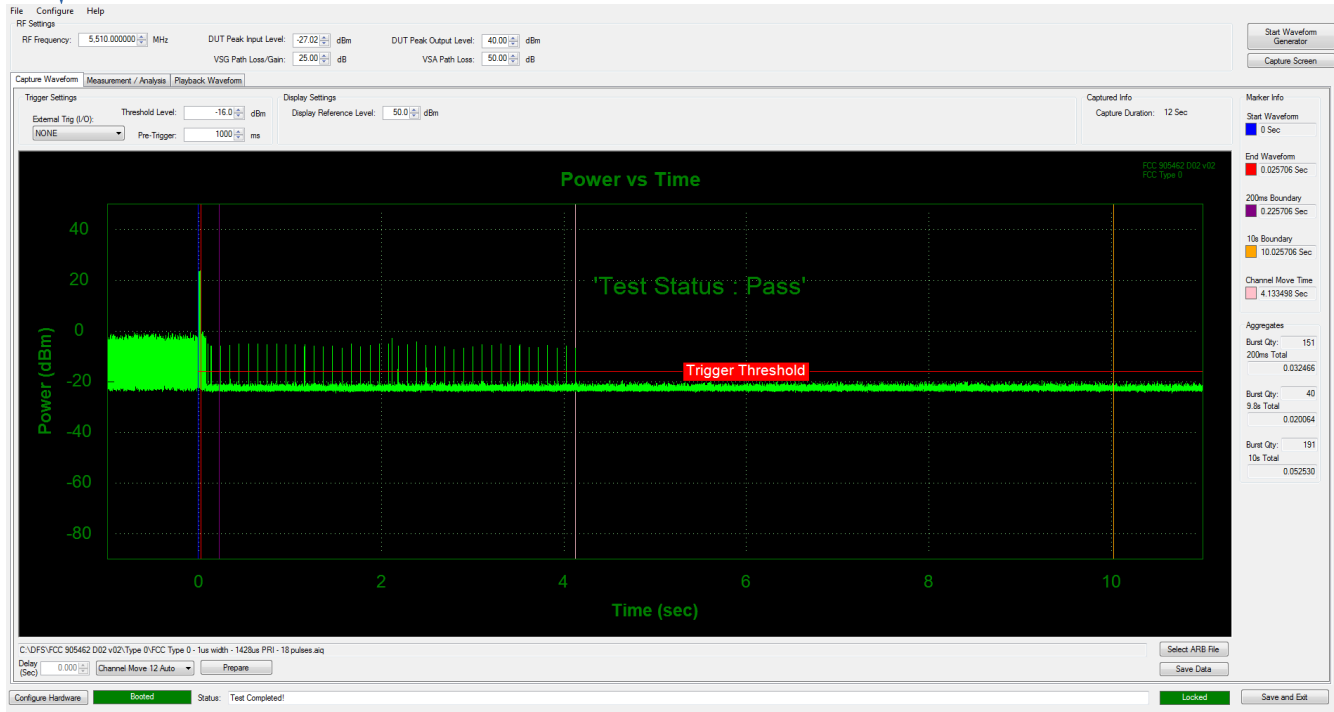 File Configure Help
RF Settings
RF Frequency: 5,510.000000 MHz DUT Peak Input Level: -27.02 dBm DUT Peak Output Level: 40.00 dBm
VSG Path Loss/Gain: 25.00 dB VSA Path Loss: 50.00 dB
Start Waveform Generator
Capture Screen
Capture Waveform Measurement / Analysis Playback Waveform
Trigger Settings
External Trig (I/O): Threshold Level: -16.0 dBm
NONE Pre-Trigger: 1000 ms
Display Settings
Display Reference Level: 50.0 dBm
Captured Info
Capture Duration: 12 Sec
Marker Info
Start Waveform
0 Sec
End Waveform
0.025706 Sec
200ms Boundary
0.225706 Sec
10s Boundary
10.025706 Sec
Channel Move Time
4.133498 Sec
Aggregates
Burst Qty: 151
200ms Total
0.032466
Burst Qty: 40
9.8s Total
0.020064
Burst Qty: 191
10s Total
0.052530
FCC 905462 D02 v02
FCC Type 0
Power vs Time
'Test Status : Pass'
Trigger Threshold
Power (dBm)
40
20
0
-20
-40
-60
-80
0 2 4 6 8 10
Time (sec)
C:\DFS\FCC 905462 D02 v02\Type 0\FCC Type 0 - 1us width - 1428us PRI - 18 pulses.aiq
Select ARB File
Delay (Sec) 0.000 Channel Move 12 Auto Prepare
Save Data
Configure Hardware Booted Status: Test Completed! Locked Save and Exit